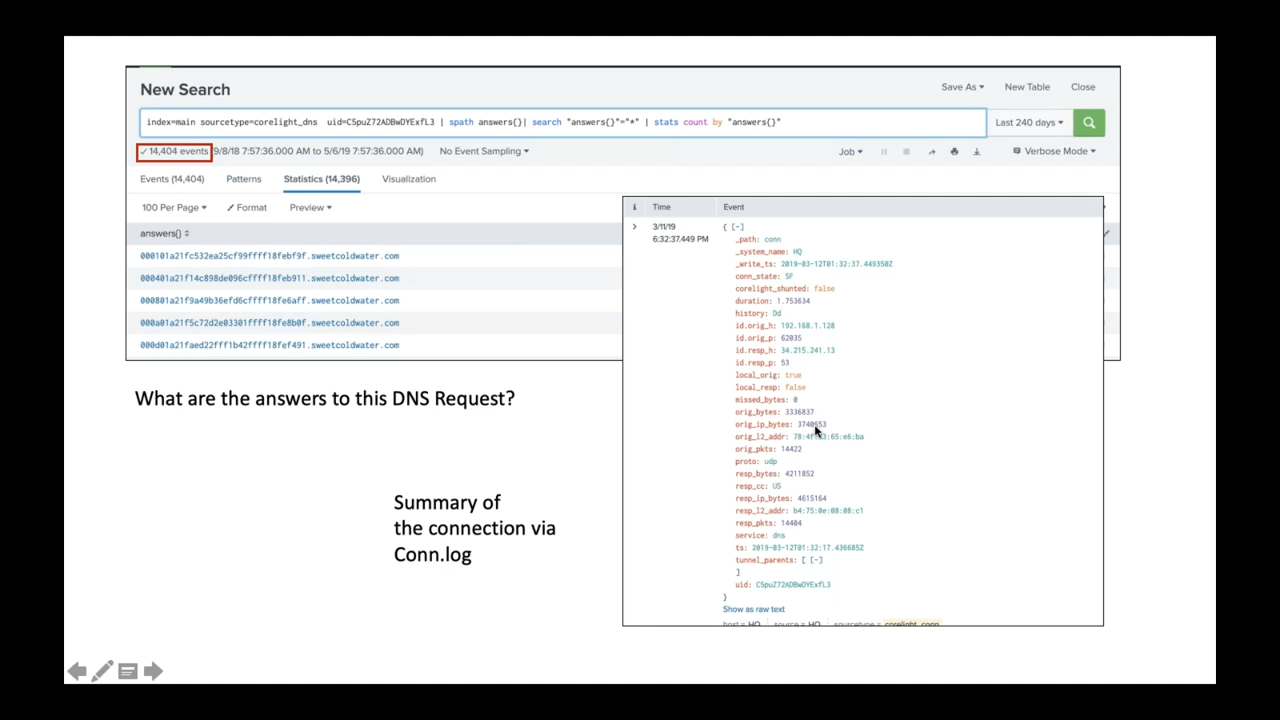 New Search
Save As New Table Close
index=main sourcetype=corelight_dns uid=C5puZ72ADBwDYExfL3 | spath answers{}| search "answers{}"="*" | stats count by "answers{}"
Last 240 days
✓ 14,404 events (9/8/18 7:57:36.000 AM to 5/6/19 7:57:36.000 AM) No Event Sampling
Job Verbose Mode
Events (14,404) Patterns Statistics (14,396) Visualization
100 Per Page Format Preview
answers{}
000101a21fc532ea25cf99ffff18febf9f.sweetcoldwater.com
000401a21f14c898de096cffff18feb911.sweetcoldwater.com
000801a21f9a49b36efd6cffff18fe6aff.sweetcoldwater.com
000a01a21f5c72d2e03301ffff18fe8b0f.sweetcoldwater.com
000d01a21faed22fff1b42ffff18fef491.sweetcoldwater.com
i Time Event
3/11/19
6:32:37.449 PM
{ [-]
_path: conn
_system_name: HQ
_write_ts: 2019-03-12T01:32:37.449350Z
conn_state: SF
corelight_shunted: false
duration: 1.753634
history: Dd
id.orig_h: 192.168.1.128
id.orig_p: 62035
id.resp_h: 34.215.241.13
id.resp_p: 53
local_orig: true
local_resp: false
missed_bytes: 0
orig_bytes: 3336837
orig_ip_bytes:
orig_l2_addr:
orig_pkts: 14422
proto: udp
resp_bytes: 4211852
resp_cc: US
resp_ip_bytes: 4615164
resp_l2_addr: b4:75:0e:08:08:c1
resp_pkts: 14404
service: dns
ts: 2019-03-12T01:32:17.436685Z
tunnel_parents: [ [-]
]
uid: C5puZ72ADBwDYExfL3
}
Show as raw text
host = HQ source = HQ sourcetype = corelight_conn
What are the answers to this DNS Request?
Summary of
the connection via
Conn.log